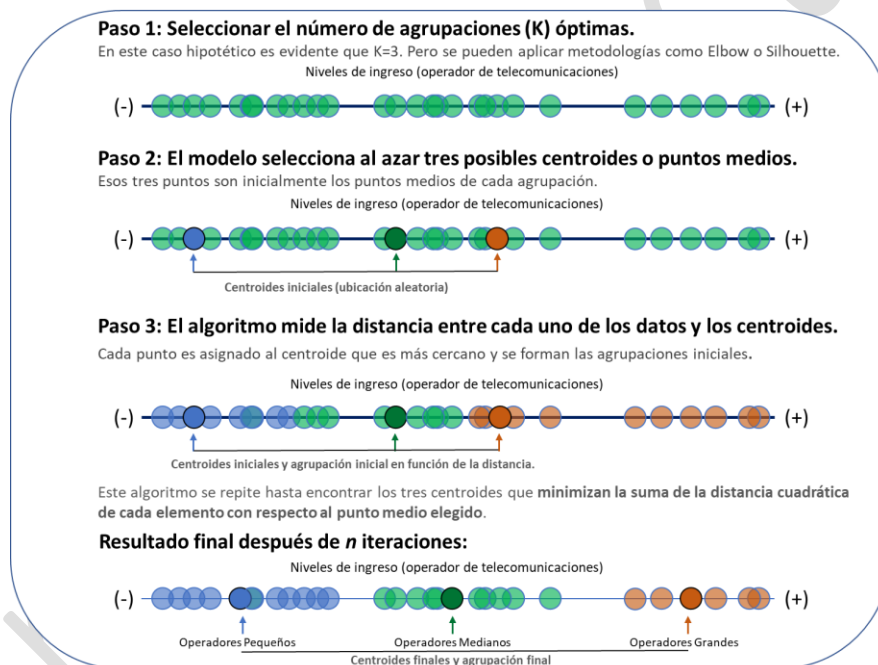 Paso 1: Seleccionar el número de agrupaciones (K) óptimas.
En este caso hipotético es evidente que K=3. Pero se pueden aplicar metodologías como Elbow o Silhouette.
Niveles de ingreso (operador de telecomunicaciones)
(-) (+)
Paso 2: El modelo selecciona al azar tres posibles centroides o puntos medios.
Esos tres puntos son inicialmente los puntos medios de cada agrupación.
Niveles de ingreso (operador de telecomunicaciones)
(-) (+)
Centroides iniciales (ubicación aleatoria)
Paso 3: El algoritmo mide la distancia entre cada uno de los datos y los centroides.
Cada punto es asignado al centroide que es más cercano y se forman las agrupaciones iniciales.
Niveles de ingreso (operador de telecomunicaciones)
(-) (+)
Centroides iniciales y agrupación inicial en función de la distancia.
Este algoritmo se repite hasta encontrar los tres centroides que minimizan la suma de la distancia cuadrática
de cada elemento con respecto al punto medio elegido.
Resultado final después de n iteraciones:
Niveles de ingreso (operador de telecomunicaciones)
(-) (+)
Operadores Pequeños Operadores Medianos Operadores Grandes
Centroides finales y agrupación final